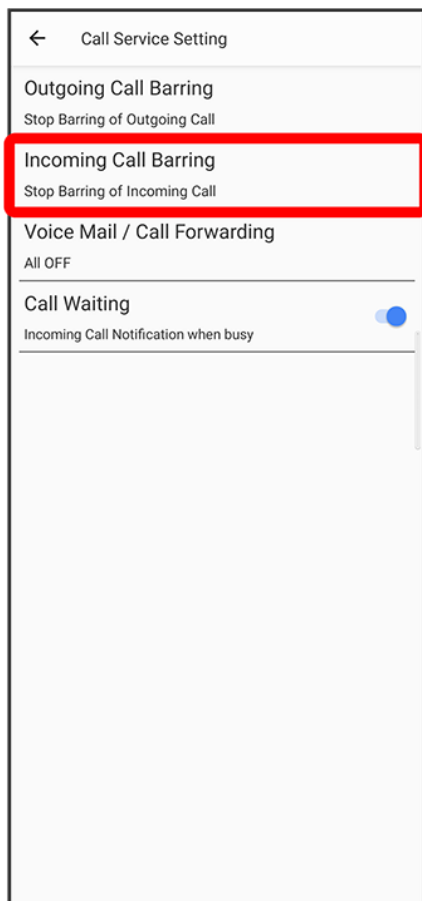 Call Service Setting
Outgoing Call Barring
Stop Barring of Outgoing Call
Incoming Call Barring
Stop Barring of Incoming Call
Voice Mail / Call Forwarding
All OFF
Call Waiting
Incoming Call Notification when busy